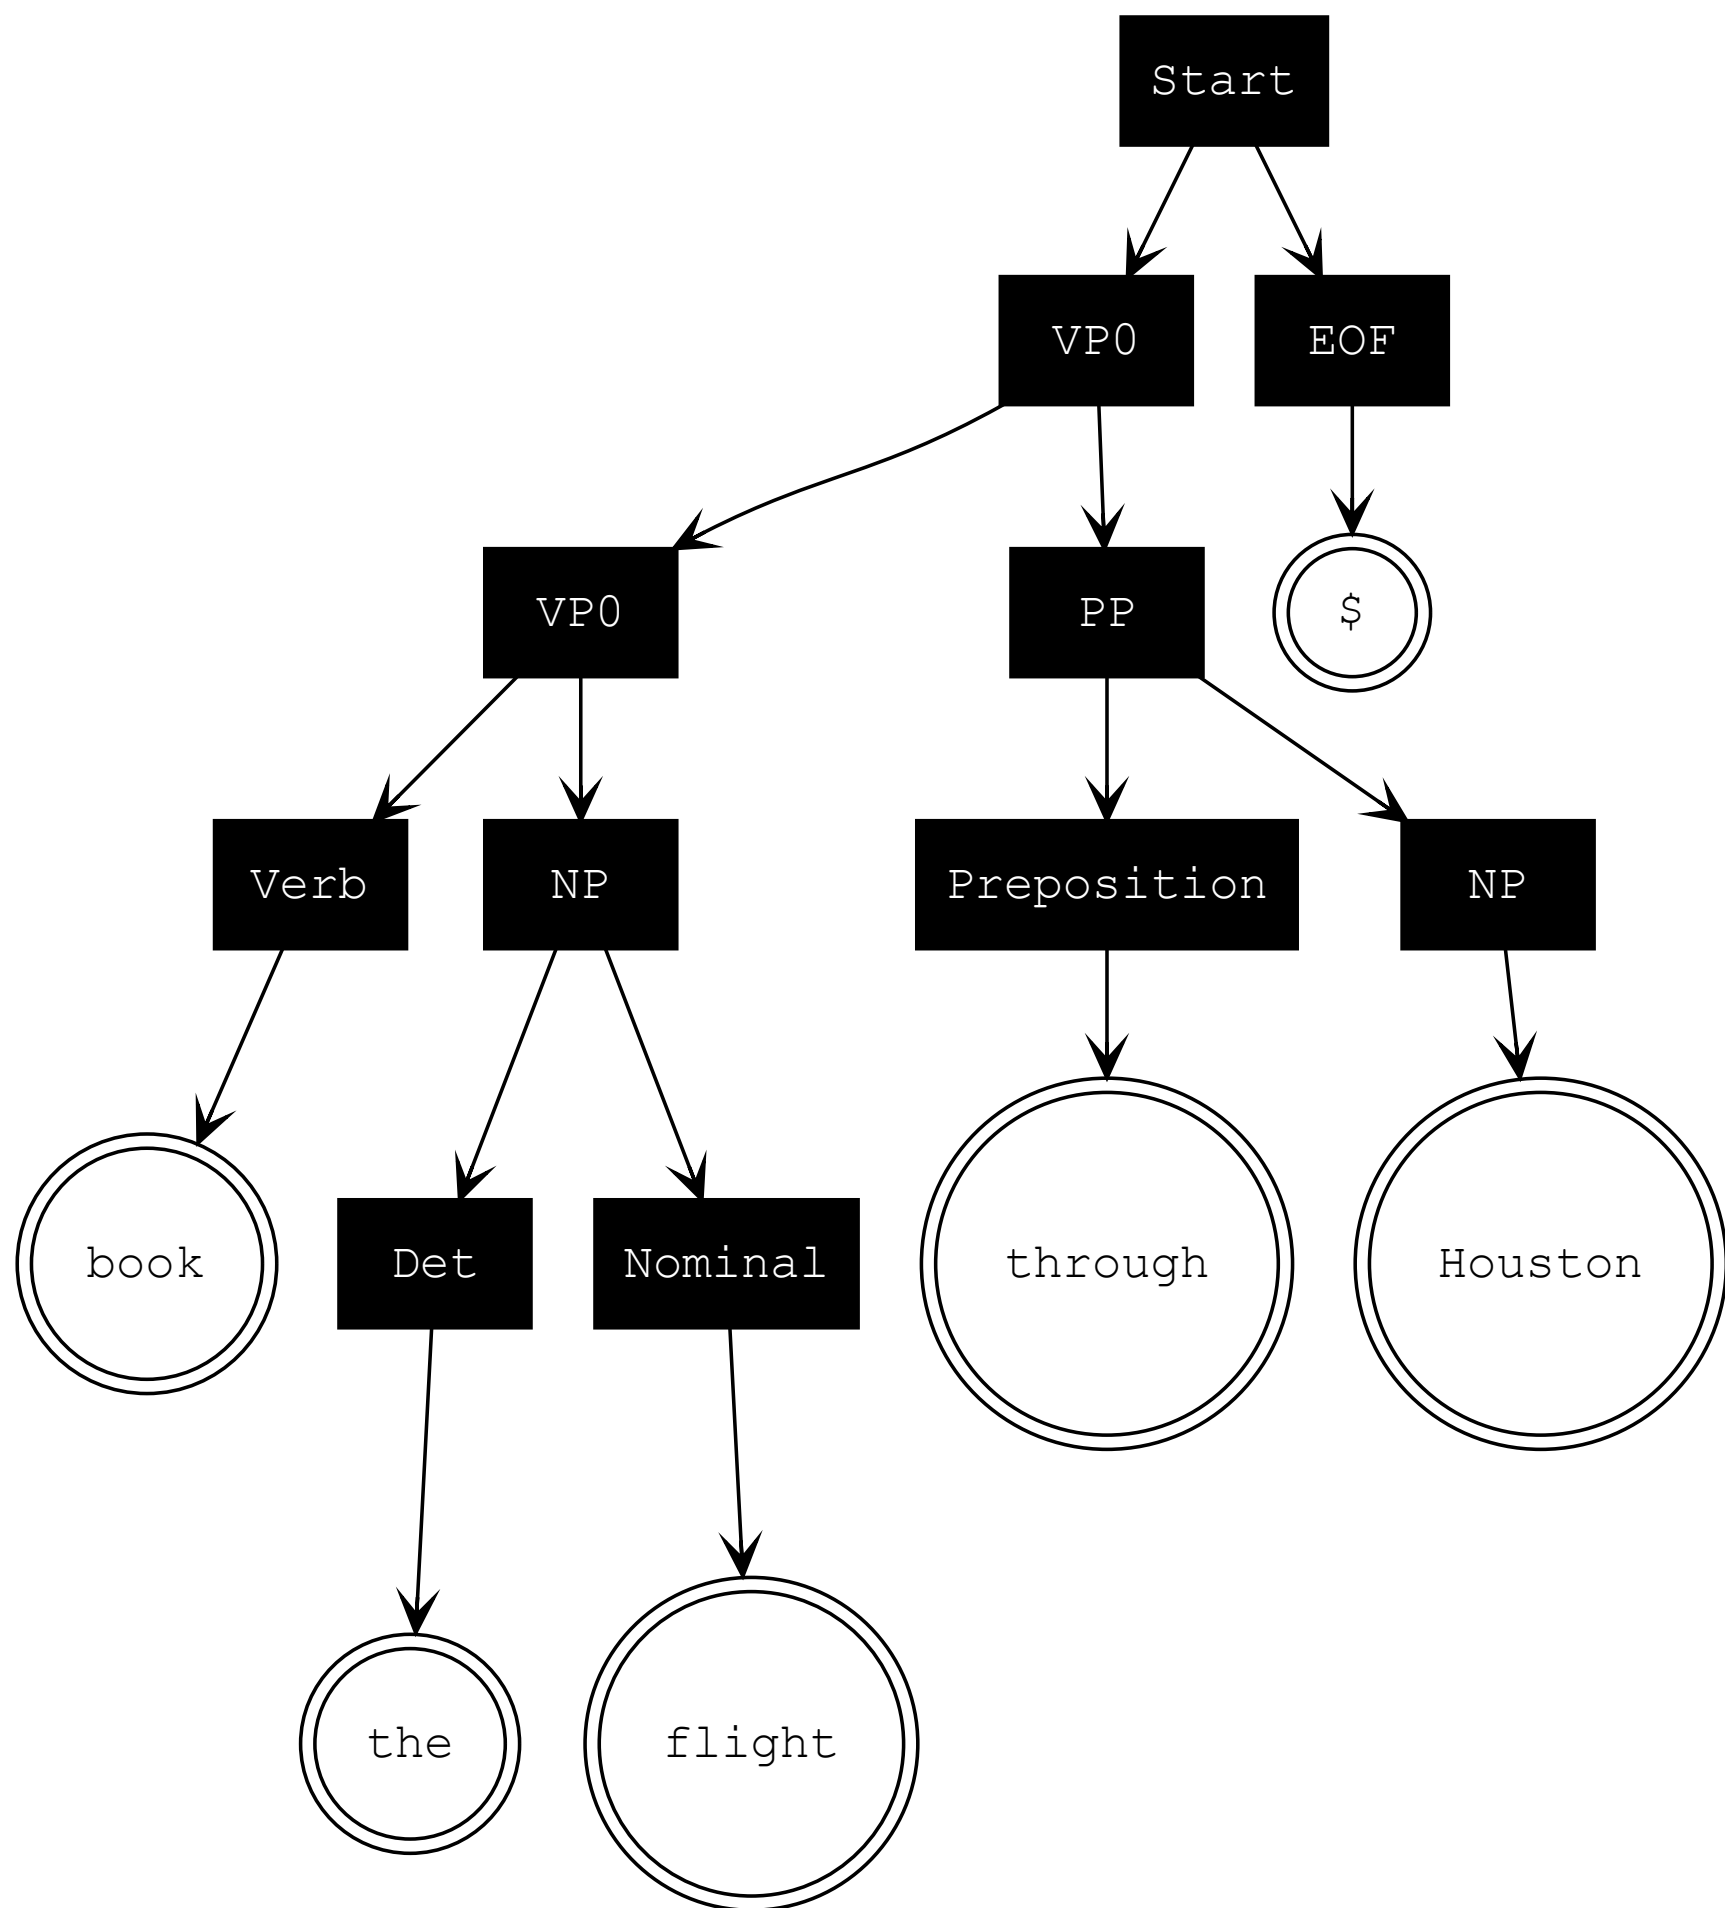 Start
VP0 EOF
VP0 PP $
Verb NP Preposition NP
book Det Nominal through Houston
the flight